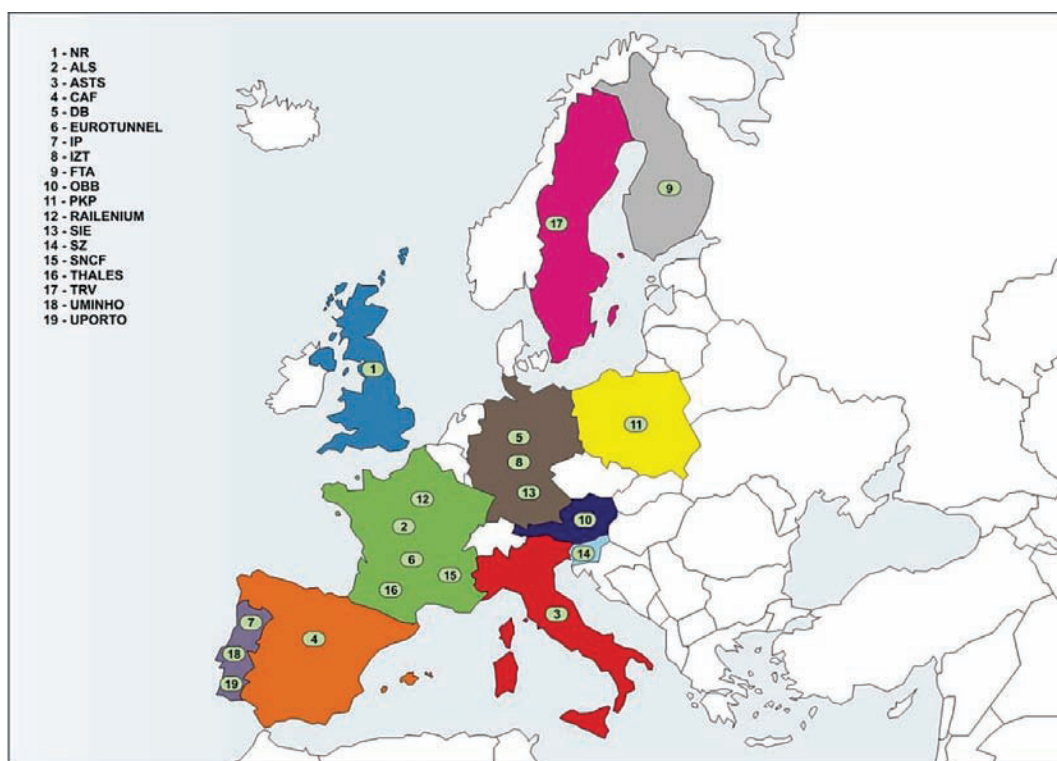 1 - NR
2 - ALS
3 - ASTS
4 - CAF
5 - DB
6 - EUROTUNNEL
7 - IP
8 - IZT
9 - FTA
10 - OBB
11 - PKP
12 - RAILENIUM
13 - SIE
14 - SZ
15 - SNCF
16 - THALES
17 - TRV
18 - UMINHO
19 - UPORTO
9
17
1
11
5
8
13
12
10
2
14
6
15
16
3
7
4
18
19